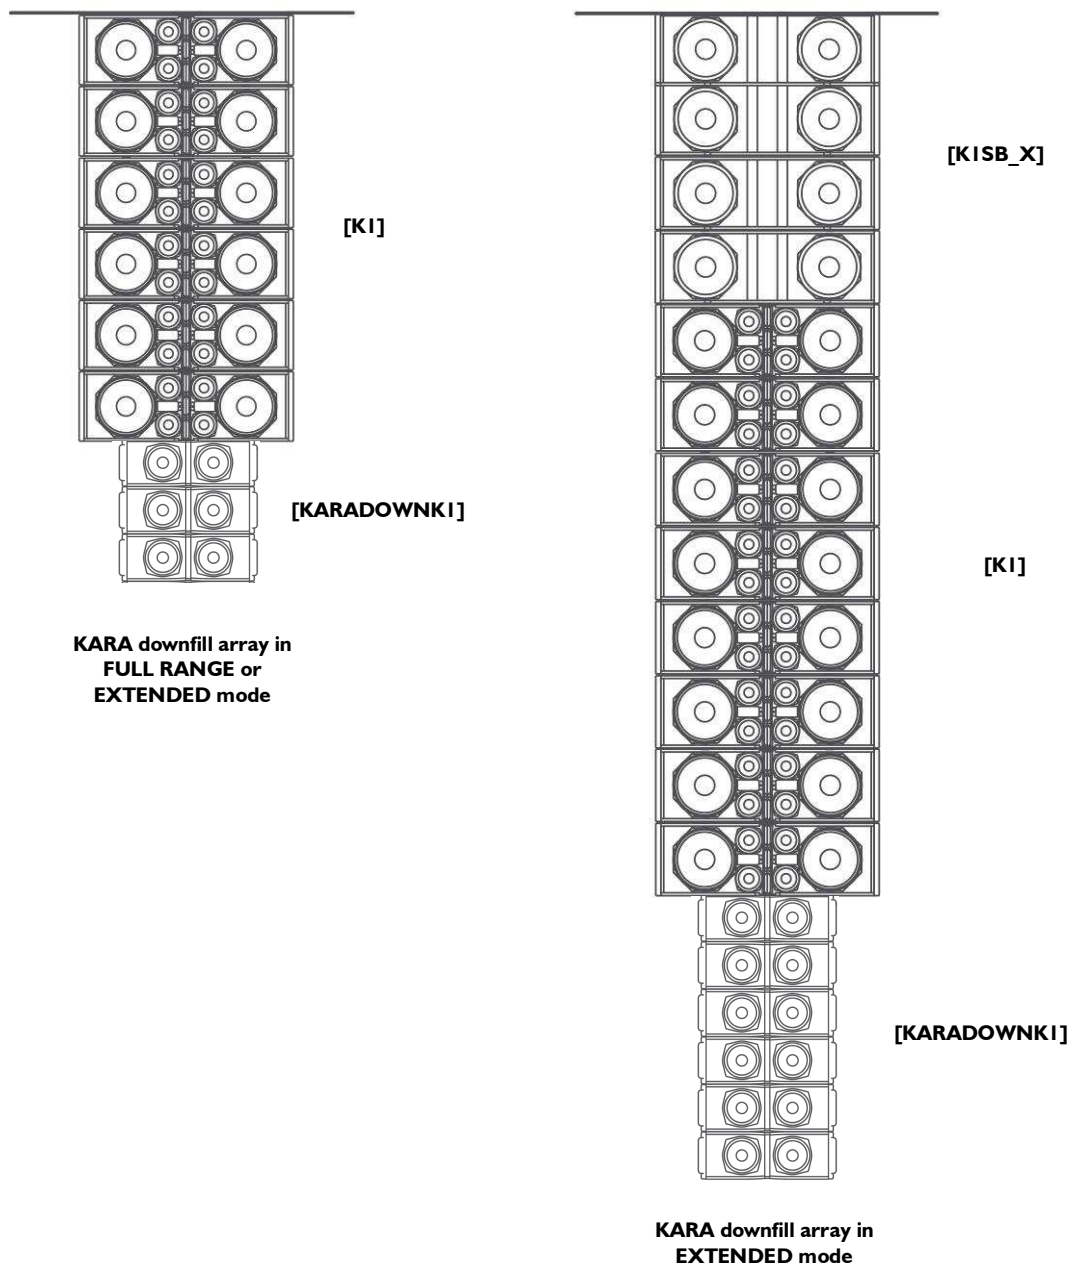 [K1SB_X]
[K1]
[KARADOWNK1]
KARA downfill array in
FULL RANGE or
EXTENDED mode
[K1]
[KARADOWNK1]
KARA downfill array in
EXTENDED mode